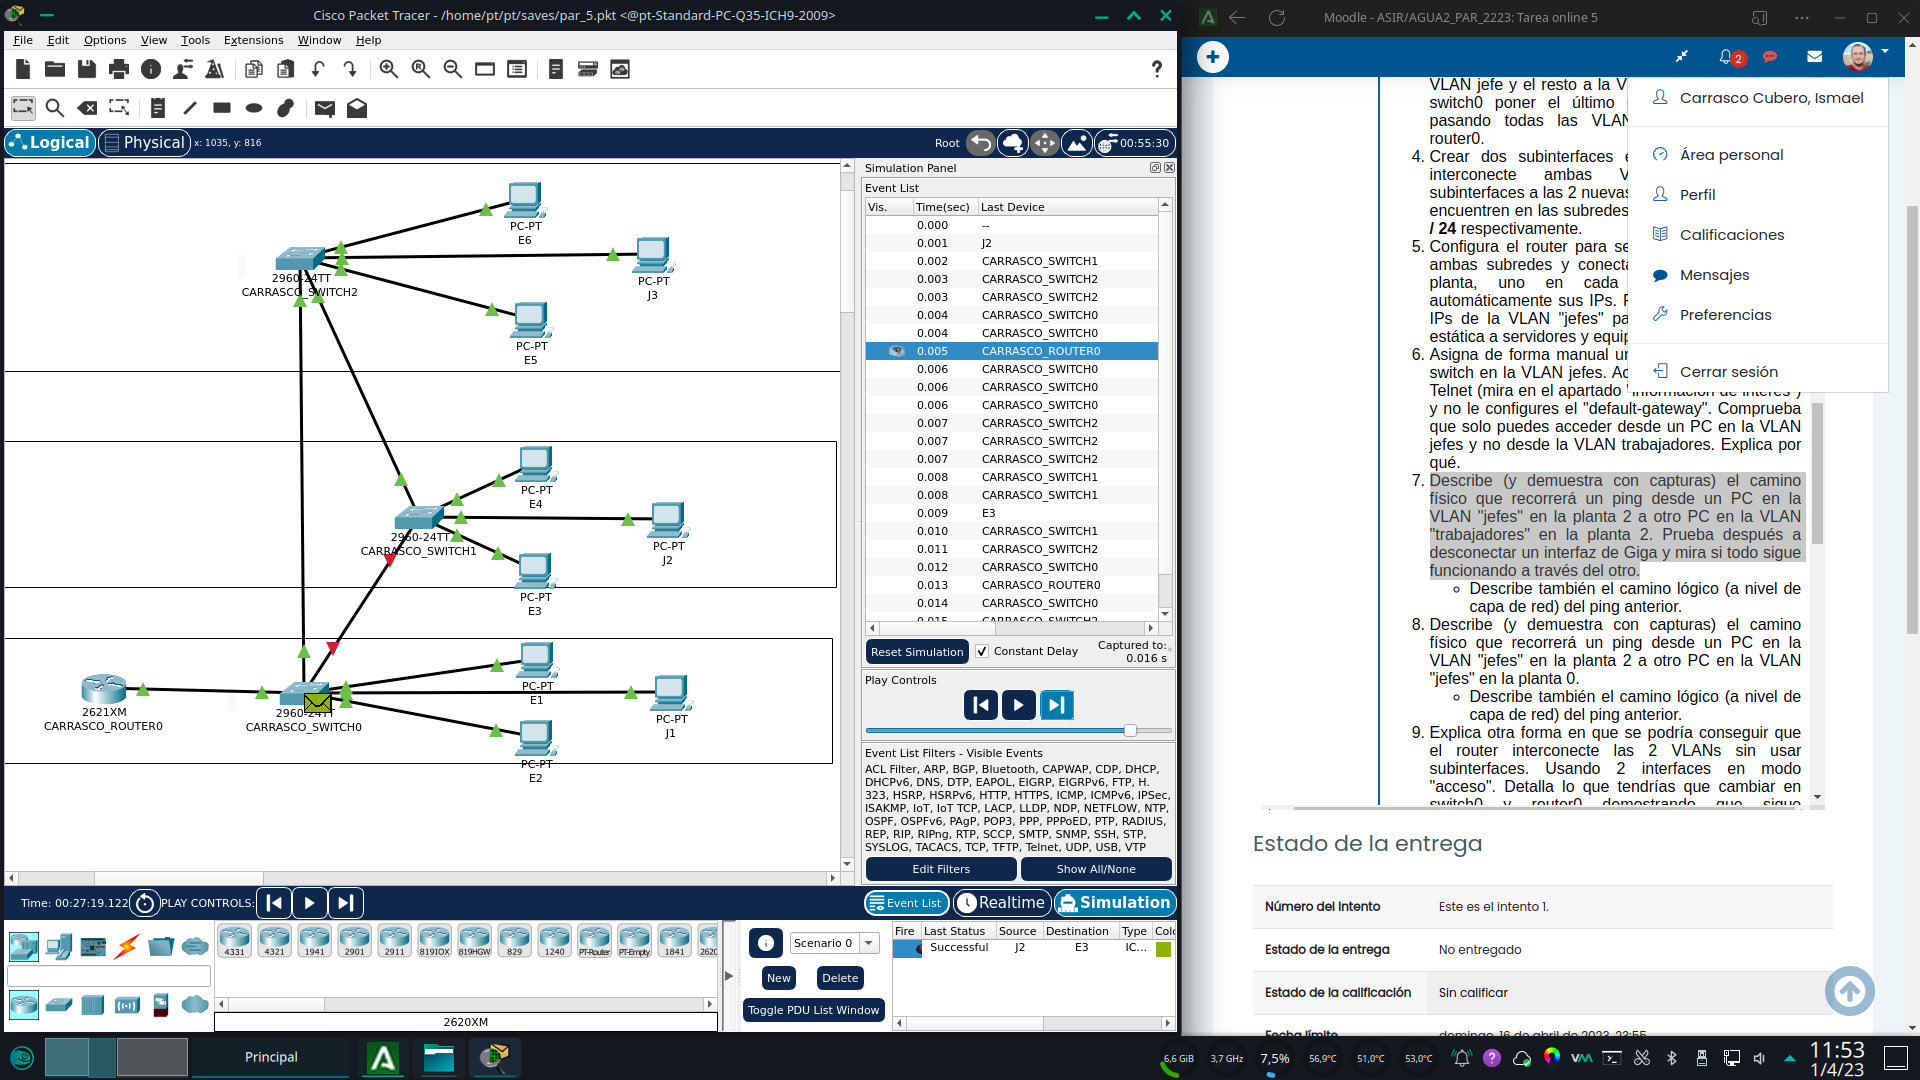 Cisco Packet Tracer - /home/pt/pt/saves/par_5.pkt <@pt-Standard-PC-Q35-ICH9-2009>
File Edit Options View Tools Extensions Window Help
Logical Physical x: 1035, y: 816 Root 00:55:30
PC-PT
E6
2960-24TT
CARRASCO_SWITCH2
PC-PT
J3
PC-PT
E5
PC-PT
E4
2960-24TT
CARRASCO_SWITCH1
PC-PT
J2
PC-PT
E3
PC-PT
E1
2621XM
CARRASCO_ROUTER0
2960-24TT
CARRASCO_SWITCH0
PC-PT
J1
PC-PT
E2
Simulation Panel
Event List
Vis. Time(sec) Last Device
0.000 --
0.001 J2
0.002 CARRASCO_SWITCH1
0.003 CARRASCO_SWITCH2
0.003 CARRASCO_SWITCH2
0.004 CARRASCO_SWITCH0
0.004 CARRASCO_SWITCH0
0.005 CARRASCO_ROUTER0
0.006 CARRASCO_SWITCH0
0.006 CARRASCO_SWITCH0
0.006 CARRASCO_SWITCH0
0.007 CARRASCO_SWITCH2
0.007 CARRASCO_SWITCH2
0.007 CARRASCO_SWITCH2
0.008 CARRASCO_SWITCH1
0.008 CARRASCO_SWITCH1
0.009 E3
0.010 CARRASCO_SWITCH1
0.011 CARRASCO_SWITCH2
0.012 CARRASCO_SWITCH0
0.013 CARRASCO_ROUTER0
0.014 CARRASCO_SWITCH0
0.015 CARRASCO_SWITCH2
Reset Simulation Constant Delay Captured to:
0.016 s
Play Controls
Event List Filters - Visible Events
ACL Filter, ARP, BGP, Bluetooth, CAPWAP, CDP, DHCP,
DHCPv6, DNS, DTP, EAPOL, EIGRP, EIGRPv6, FTP, H.
323, HSRP, HSRPv6, HTTP, HTTPS, ICMP, ICMPv6, IPSec,
ISAKMP, IoT, IoT TCP, LACP, LLDP, NDP, NETFLOW, NTP,
OSPF, OSPFv6, PAgP, POP3, PPP, PPPoED, PTP, RADIUS,
REP, RIP, RIPng, RTP, SCCP, SMTP, SNMP, SSH, STP,
SYSLOG, TACACS, TCP, TFTP, Telnet, UDP, USB, VTP
Edit Filters Show All/None
Time: 00:27:19.122 PLAY CONTROLS: Event List Realtime Simulation
4331 4321 1941 2901 2911 819IOX 819HGW 829 1240 PT-Router PT-Empty 1841 2620
2620XM
Scenario 0
New Delete
Toggle PDU List Window
Fire Last Status Source Destination Type Colo
Successful J2 E3 IC...
Moodle - ASIR/AGUA2_PAR_2223: Tarea online 5
2
VLAN jefe y el resto a la V
switch0 poner el último
pasando todas las VLAN
router0.
4. Crear dos subinterfaces
interconecte ambas V
subinterfaces a las 2 nuevas
encuentren en las subredes
/ 24 respectivamente.
5. Configura el router para se
ambas subredes y conecta
planta, uno en cada
automáticamente sus IPs.
IPs de la VLAN "jefes" pa
estática a servidores y equip
6. Asigna de forma manual un
switch en la VLAN jefes. Ac
Telnet (mira en el apartado "información de interés")
y no le configures el "default-gateway". Comprueba
que solo puedes acceder desde un PC en la VLAN
jefes y no desde la VLAN trabajadores. Explica por
qué.
7. Describe (y demuestra con capturas) el camino
físico que recorrerá un ping desde un PC en la
VLAN "jefes" en la planta 2 a otro PC en la VLAN
"trabajadores" en la planta 2. Prueba después a
desconectar un interfaz de Giga y mira si todo sigue
funcionando a través del otro.
Describe también el camino lógico (a nivel de
capa de red) del ping anterior.
8. Describe (y demuestra con capturas) el camino
físico que recorrerá un ping desde un PC en la
VLAN "jefes" en la planta 2 a otro PC en la VLAN
"jefes" en la planta 0.
Describe también el camino lógico (a nivel de
capa de red) del ping anterior.
9. Explica otra forma en que se podría conseguir que
el router interconecte las 2 VLANs sin usar
subinterfaces. Usando 2 interfaces en modo
"acceso". Detalla lo que tendrías que cambiar en
switch0 y router0 demostrando que sigue
Carrasco Cubero, Ismael
Área personal
Perfil
Calificaciones
Mensajes
Preferencias
Cerrar sesión
Estado de la entrega
Número del intento Este es el intento 1.
Estado de la entrega No entregado
Estado de la calificación Sin calificar
Fecha límite domingo, 16 de abril de 2023, 23:55
Principal
6,6 GiB 3,7 GHz 7,5% 56,9°C 51,0°C 53,0°C
11:53
1/4/23